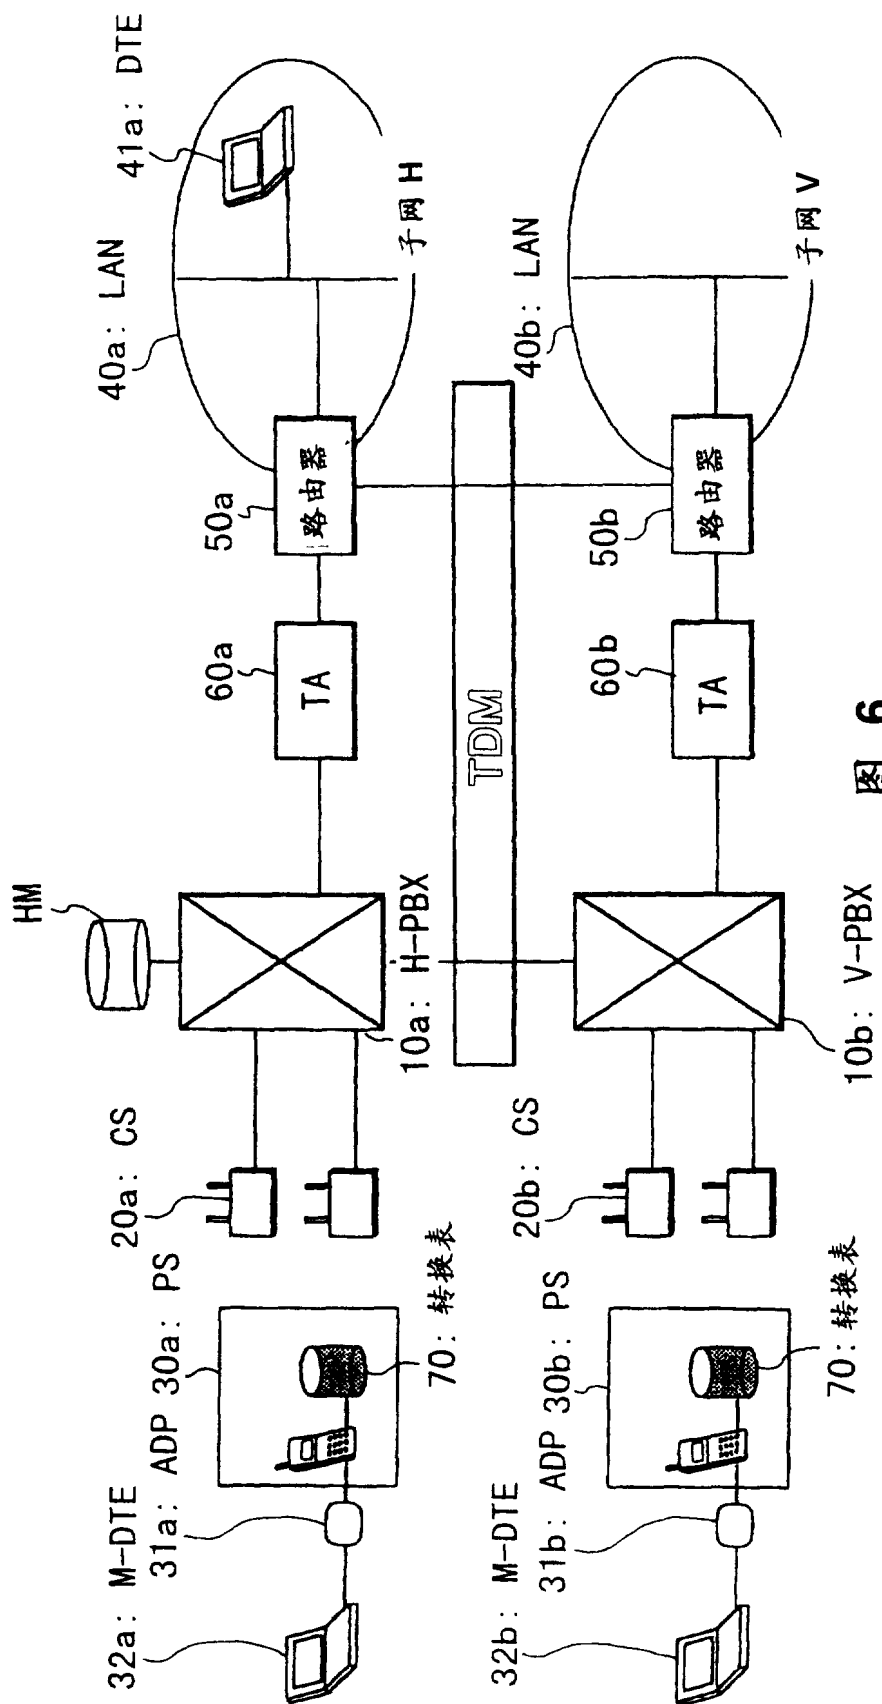 HM
10a: H-PBX
20a: CS
30a: PS
70: 转换表
31a: ADP
32a: M-DTE
60a
TA
50a
路由器
40a: LAN
41a: DTE
子网 H
TDM
10b: V-PBX
20b: CS
30b: PS
70: 转换表
31b: ADP
32b: M-DTE
60b
TA
50b
路由器
40b: LAN
子网 V
图 6